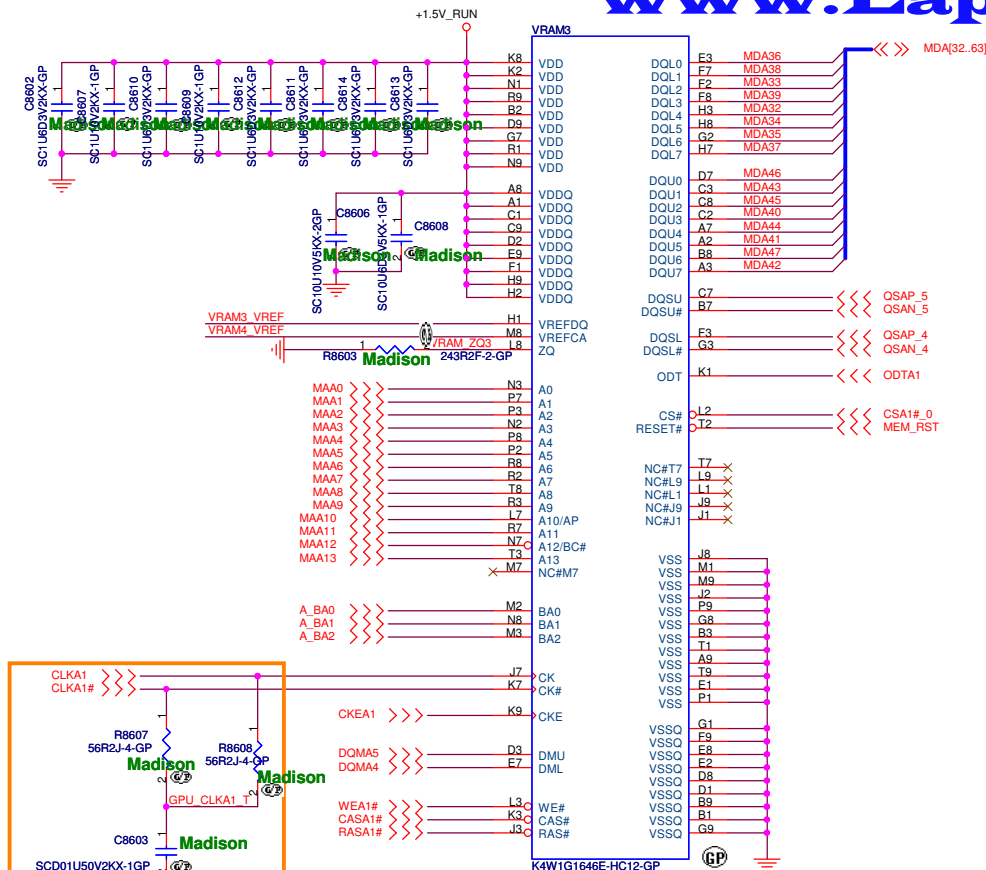 www.Lap
+1.5V_RUN
VRAM3
MDA[32..63]
C8602
SC1U6D3V2KX-GP
C8607
SC1U10V2KX-1GP
C8610
C8609
C8612
C8611
C8614
C8613
Madison
K8 VDD
K2 VDD
N1 VDD
R9 VDD
B2 VDD
D9 VDD
G7 VDD
R1 VDD
N9 VDD
DQL0 E3 MDA36
DQL1 F7 MDA38
DQL2 F2 MDA33
DQL3 F8 MDA39
DQL4 H3 MDA32
DQL5 H8 MDA34
DQL6 G2 MDA35
DQL7 H7 MDA37
A8 VDDQ
A1 VDDQ
C1 VDDQ
C9 VDDQ
D2 VDDQ
E9 VDDQ
F1 VDDQ
H9 VDDQ
H2 VDDQ
DQU0 D7 MDA46
DQU1 C3 MDA43
DQU2 C8 MDA45
DQU3 C2 MDA40
DQU4 A7 MDA44
DQU5 A2 MDA41
DQU6 B8 MDA47
DQU7 A3 MDA42
SC10U10V5KX-2GP
C8606
C8608
Madison
Madison
DQSU C7 QSAP_5
DQSU# B7 QSAN_5
DQSL F3 QSAP_4
DQSL# G3 QSAN_4
ODT K1 ODTA1
CS# L2 CSA1#_0
RESET# T2 MEM_RST
VRAM3_VREF H1 VREFDQ
VRAM4_VREF M8 VREFCA
VRAM_ZQ3 L8 ZQ
R8603 1 Madison 243R2F-2-GP
MAA0 N3 A0
MAA1 P7 A1
MAA2 P3 A2
MAA3 N2 A3
MAA4 P8 A4
MAA5 P2 A5
MAA6 R8 A6
MAA7 R2 A7
MAA8 T8 A8
MAA9 R3 A9
MAA10 L7 A10/AP
MAA11 R7 A11
MAA12 N7 A12/BC#
MAA13 T3 A13
M7 NC#M7
NC#T7 T7
NC#L9 L9
NC#L1 L1
NC#J9 J9
NC#J1 J1
A_BA0 M2 BA0
A_BA1 N8 BA1
A_BA2 M3 BA2
VSS J8
VSS M1
VSS M9
VSS J2
VSS P9
VSS G8
VSS B3
VSS T1
VSS A9
VSS T9
VSS E1
VSS P1
CLKA1 J7 CK
CLKA1# K7 CK#
CKEA1 K9 CKE
DQMA5 D3 DMU
DQMA4 E7 DML
WEA1# L3 WE#
CASA1# K3 CAS#
RASA1# J3 RAS#
VSSQ G1
VSSQ F9
VSSQ E8
VSSQ E2
VSSQ D8
VSSQ D1
VSSQ B9
VSSQ B1
VSSQ G9
R8607
56R2J-4-GP
Madison
R8608
56R2J-4-GP
Madison
GPU_CLKA1_T
C8603
Madison
SCD01U50V2KX-1GP
K4W1G1646E-HC12-GP
GP